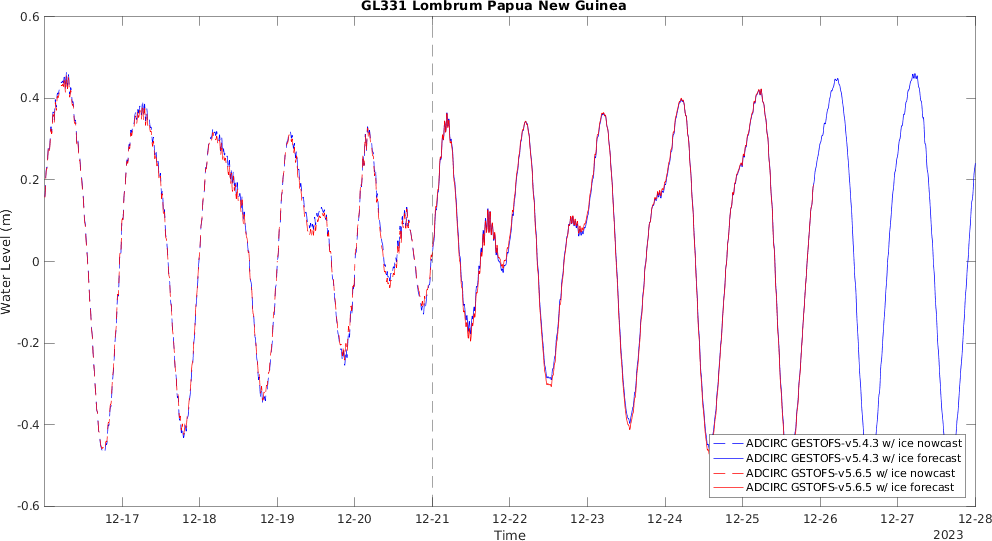 GL331 Lombrum Papua New Guinea
0.6
0.4
0.2
0
-0.2
-0.4
-0.6
Water Level (m)
ADCIRC GESTOFS-v5.4.3 w/ ice nowcast
ADCIRC GESTOFS-v5.4.3 w/ ice forecast
ADCIRC GSTOFS-v5.6.5 w/ ice nowcast
ADCIRC GSTOFS-v5.6.5 w/ ice forecast
12-17 12-18 12-19 12-20 12-21 12-22 12-23 12-24 12-25 12-26 12-27 12-28
Time
2023